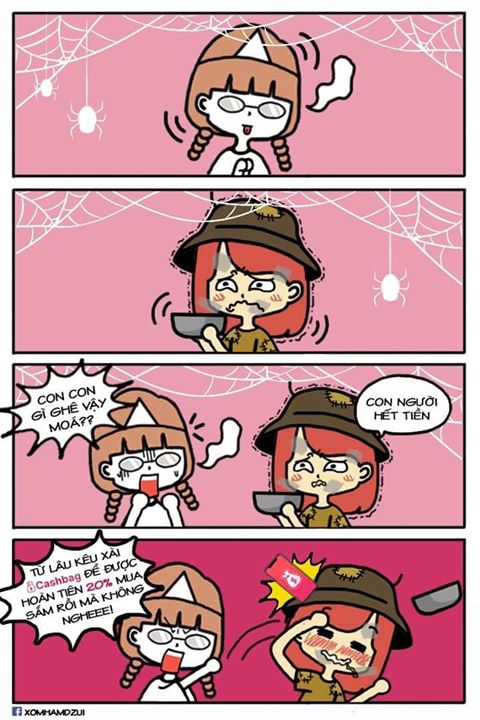 CON CON
GÌ GHÊ VẬY
MOÁ??
CON NGƯỜI
HẾT TIỀN
TỪ LÂU KÊU XÀI
Cashbag ĐỂ ĐƯỢC
HOÀN TIỀN 20% MUA
SẮM RỒI MÀ KHÔNG
NGHEEE!
XOMHAMDZUI